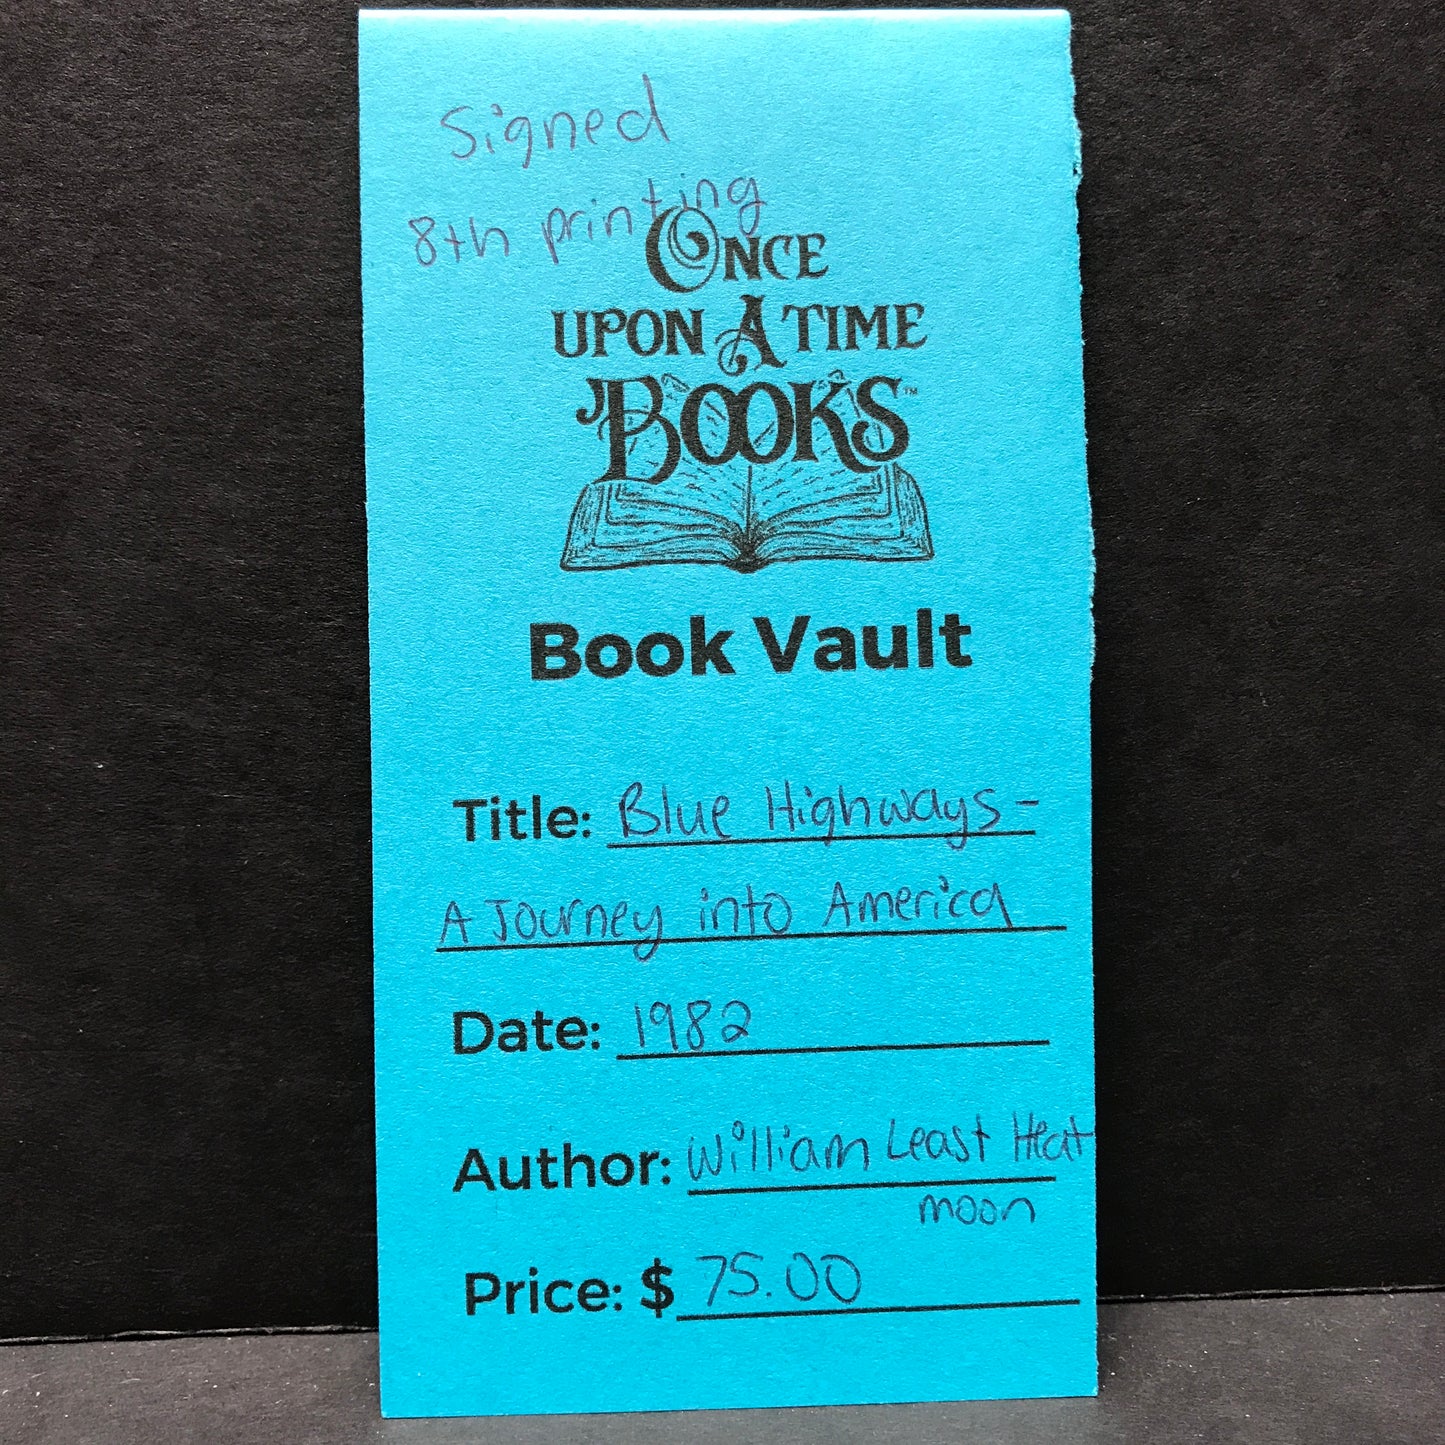 Signed
8th printing
ONCE
UPON A TIME
BOOKS™
Book Vault
Title: Blue Highways -
A Journey into America
Date: 1982
Author: William Least Heat
moon
Price: $ 75.00